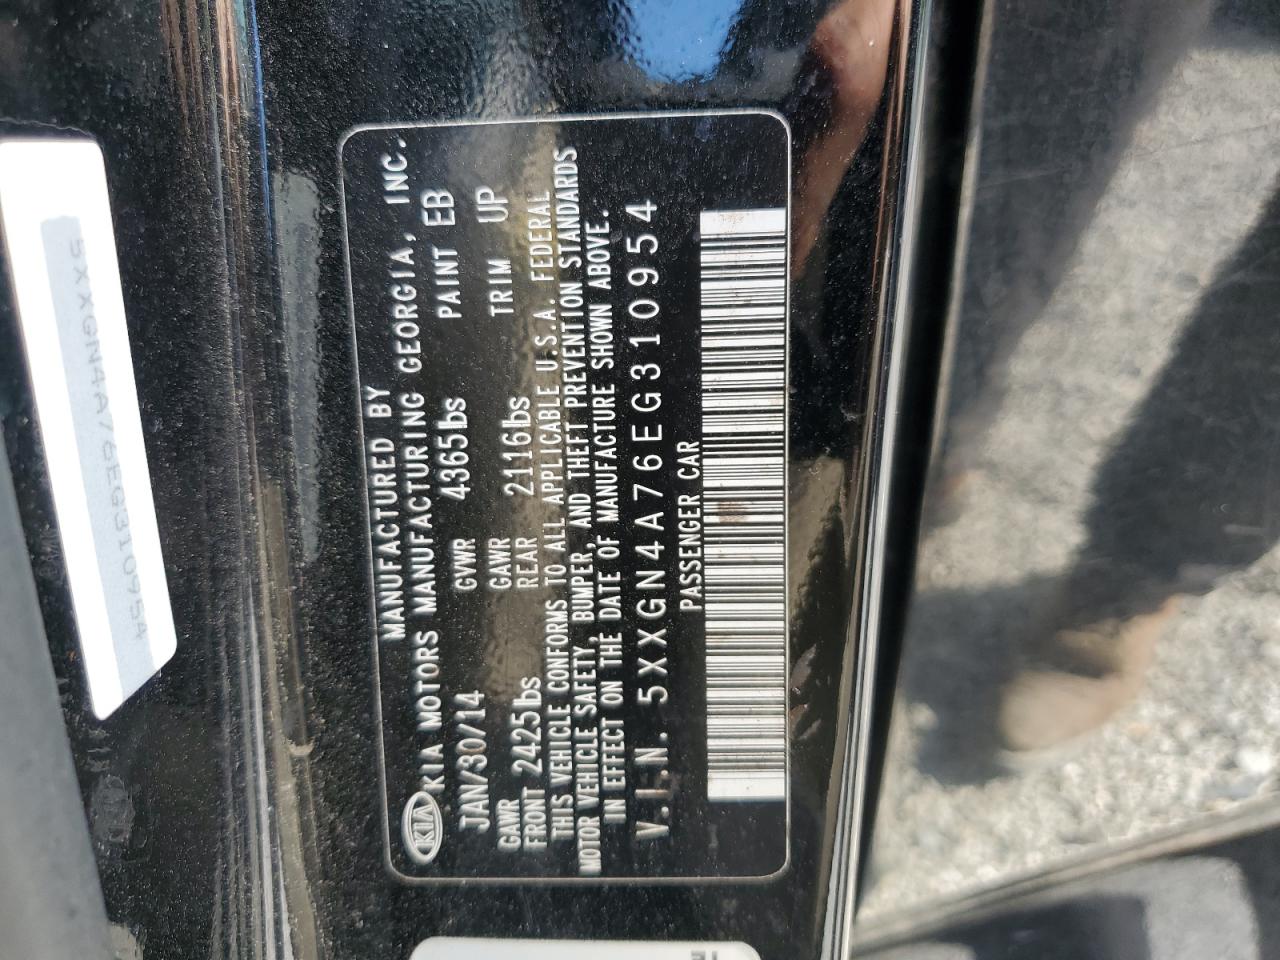 MANUFACTURED BY
KIA KIA MOTORS MANUFACTURING GEORGIA, INC.
JAN/30/14 GVWR 4365lbs PAINT EB
GAWR FRONT 2425lbs GAWR REAR 2116lbs TRIM UP
THIS VEHICLE CONFORMS TO ALL APPLICABLE U.S.A. FEDERAL
MOTOR VEHICLE SAFETY, BUMPER, AND THEFT PREVENTION STANDARDS
IN EFFECT ON THE DATE OF MANUFACTURE SHOWN ABOVE.
V.I.N. 5XXGN4A76EG310954
PASSENGER CAR
5XXGN4A76EG310954